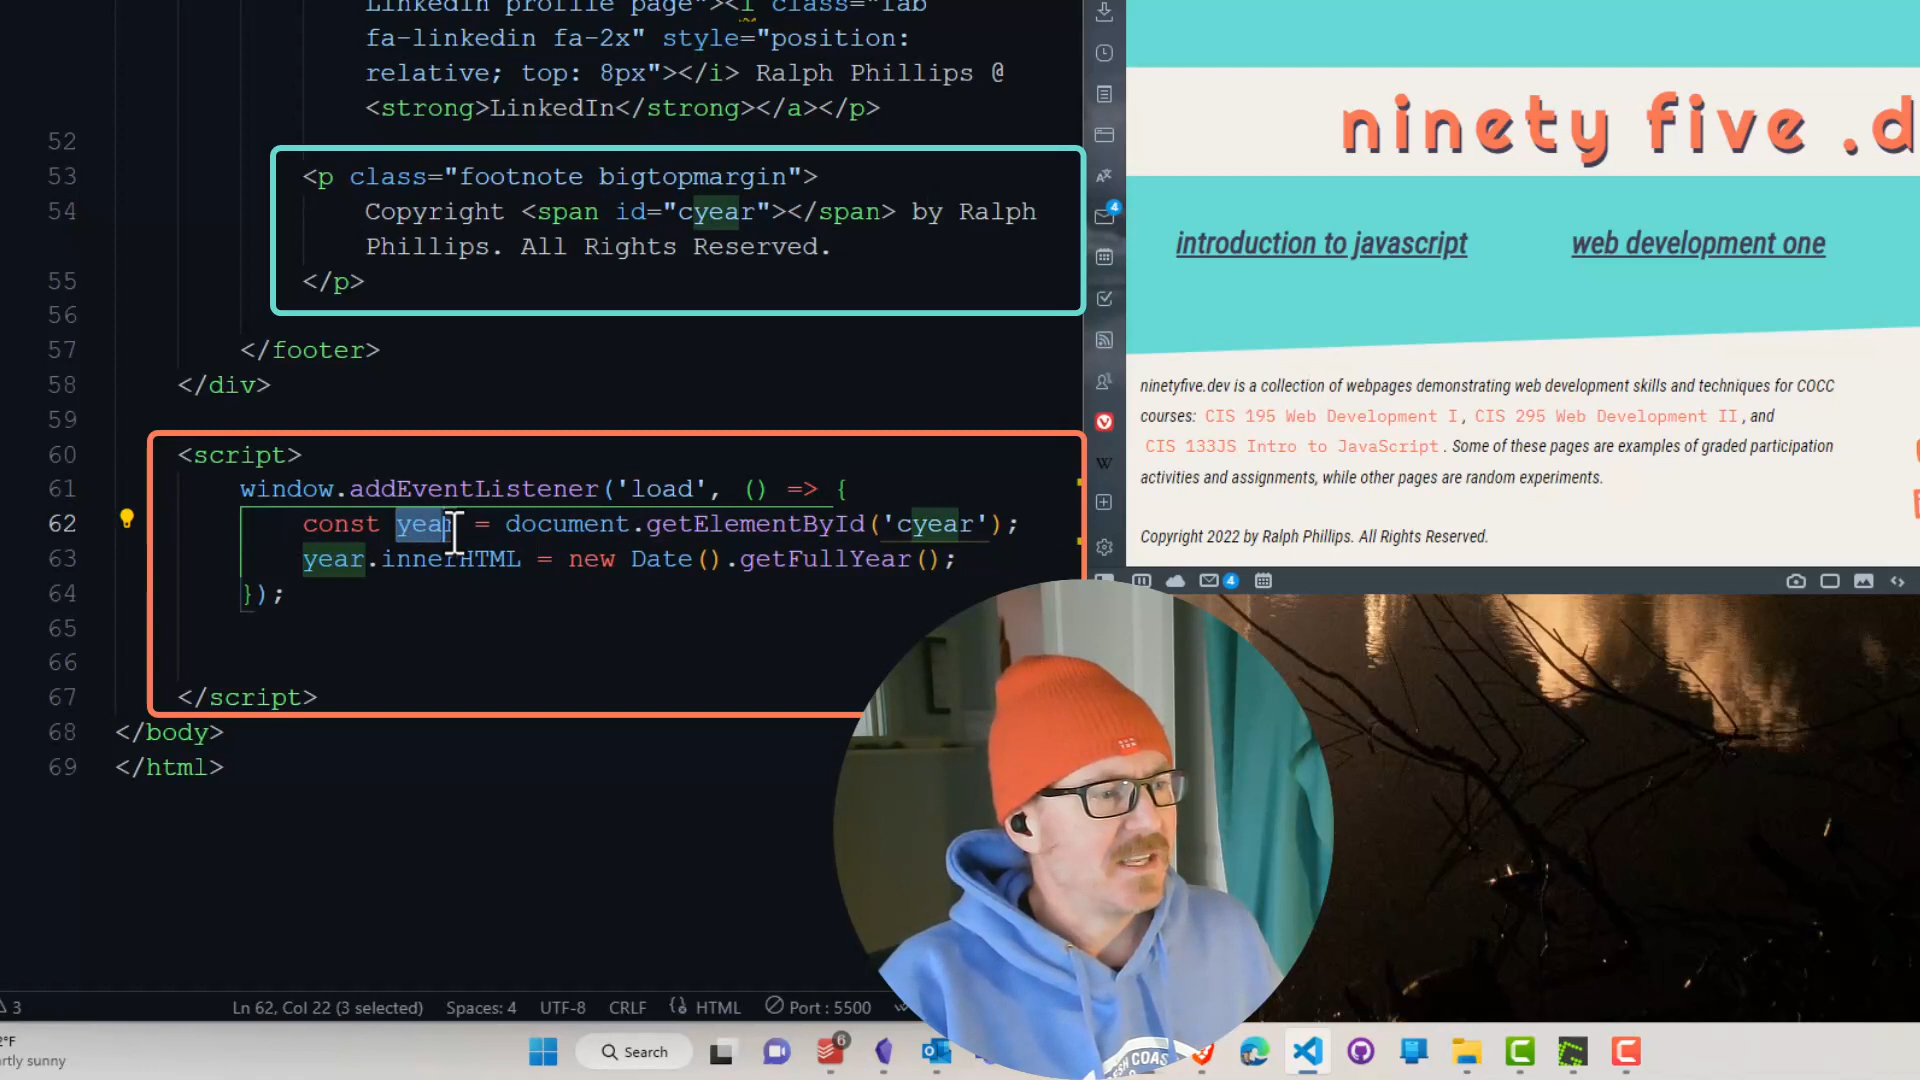 LinkedIn profile page"><i class="fab
fa-linkedin fa-2x" style="position:
relative; top: 8px"></i> Ralph Phillips @
<strong>LinkedIn</strong></a></p>
52
53 <p class="footnote bigtopmargin">
54 Copyright <span id="cyear"></span> by Ralph
Phillips. All Rights Reserved.
55 </p>
56
57 </footer>
58 </div>
59
60 <script>
61 window.addEventListener('load', () => {
62 const year = document.getElementById('cyear');
63 year.innerHTML = new Date().getFullYear();
64 });
65
66
67 </script>
68 </body>
69 </html>
3
Ln 62, Col 22 (3 selected) Spaces: 4 UTF-8 CRLF HTML Port : 5500
ninety five .d
introduction to javascript
web development one
ninetyfive.dev is a collection of webpages demonstrating web development skills and techniques for COCC
courses: CIS 195 Web Development I, CIS 295 Web Development II, and
CIS 133JS Intro to JavaScript. Some of these pages are examples of graded participation
activities and assignments, while other pages are random experiments.
Copyright 2022 by Ralph Phillips. All Rights Reserved.
4
W
4
2°F
artly sunny
Search
6
COAST